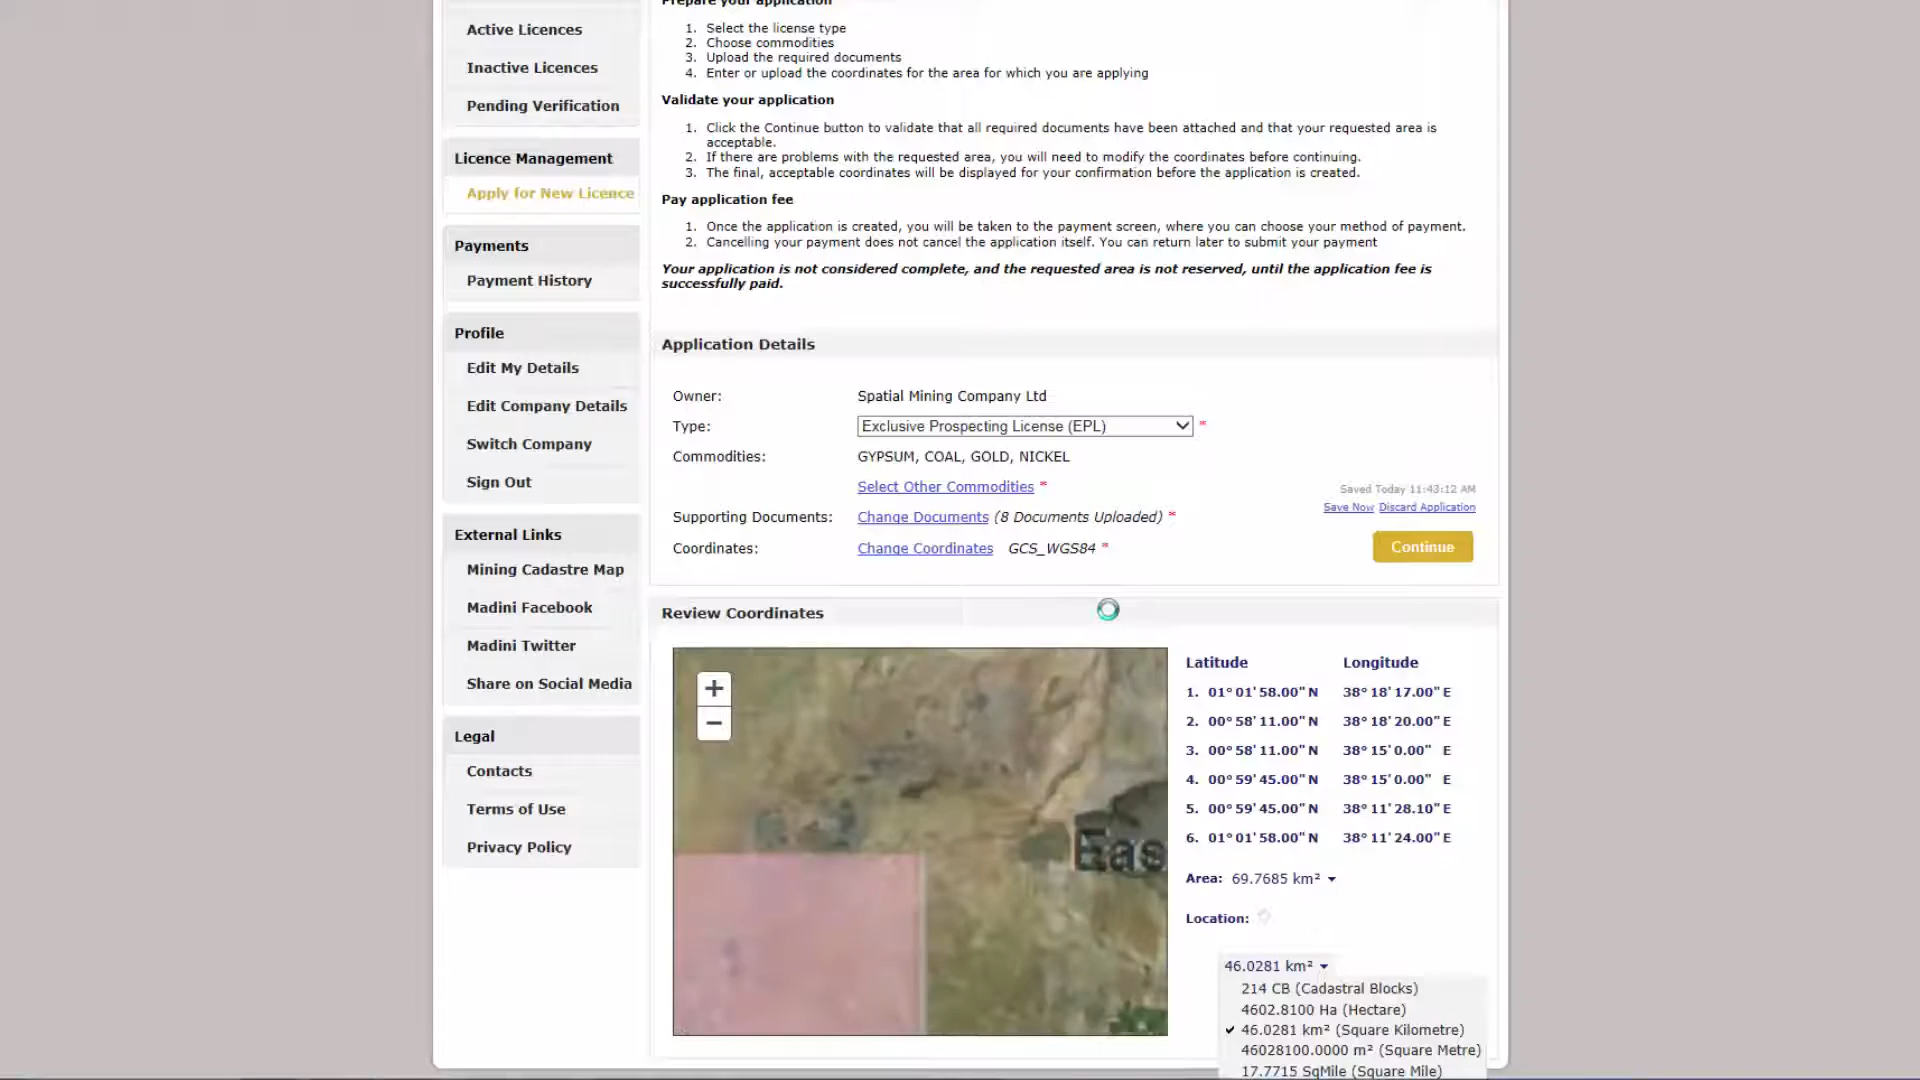 Prepare your application
Active Licences
Inactive Licences
Pending Verification
Licence Management
Apply for New Licence
Payments
Payment History
Profile
Edit My Details
Edit Company Details
Switch Company
Sign Out
External Links
Mining Cadastre Map
Madini Facebook
Madini Twitter
Share on Social Media
Legal
Contacts
Terms of Use
Privacy Policy
1. Select the license type
2. Choose commodities
3. Upload the required documents
4. Enter or upload the coordinates for the area for which you are applying
Validate your application
1. Click the Continue button to validate that all required documents have been attached and that your requested area is
acceptable.
2. If there are problems with the requested area, you will need to modify the coordinates before continuing.
3. The final, acceptable coordinates will be displayed for your confirmation before the application is created.
Pay application fee
1. Once the application is created, you will be taken to the payment screen, where you can choose your method of payment.
2. Cancelling your payment does not cancel the application itself. You can return later to submit your payment
Your application is not considered complete, and the requested area is not reserved, until the application fee is
successfully paid.
Application Details
Owner: Spatial Mining Company Ltd
Type: Exclusive Prospecting License (EPL) *
Commodities: GYPSUM, COAL, GOLD, NICKEL
Select Other Commodities *
Saved Today 11:43:12 AM
Save Now Discard Application
Supporting Documents: Change Documents (8 Documents Uploaded) *
Coordinates: Change Coordinates GCS_WGS84 *
Continue
Review Coordinates
+
−
Eas
Latitude Longitude
1. 01° 01' 58.00" N 38° 18' 17.00" E
2. 00° 58' 11.00" N 38° 18' 20.00" E
3. 00° 58' 11.00" N 38° 15' 0.00" E
4. 00° 59' 45.00" N 38° 15' 0.00" E
5. 00° 59' 45.00" N 38° 11' 28.10" E
6. 01° 01' 58.00" N 38° 11' 24.00" E
Area: 69.7685 km²
Location:
46.0281 km²
214 CB (Cadastral Blocks)
4602.8100 Ha (Hectare)
46.0281 km² (Square Kilometre)
46028100.0000 m² (Square Metre)
17.7715 SqMile (Square Mile)